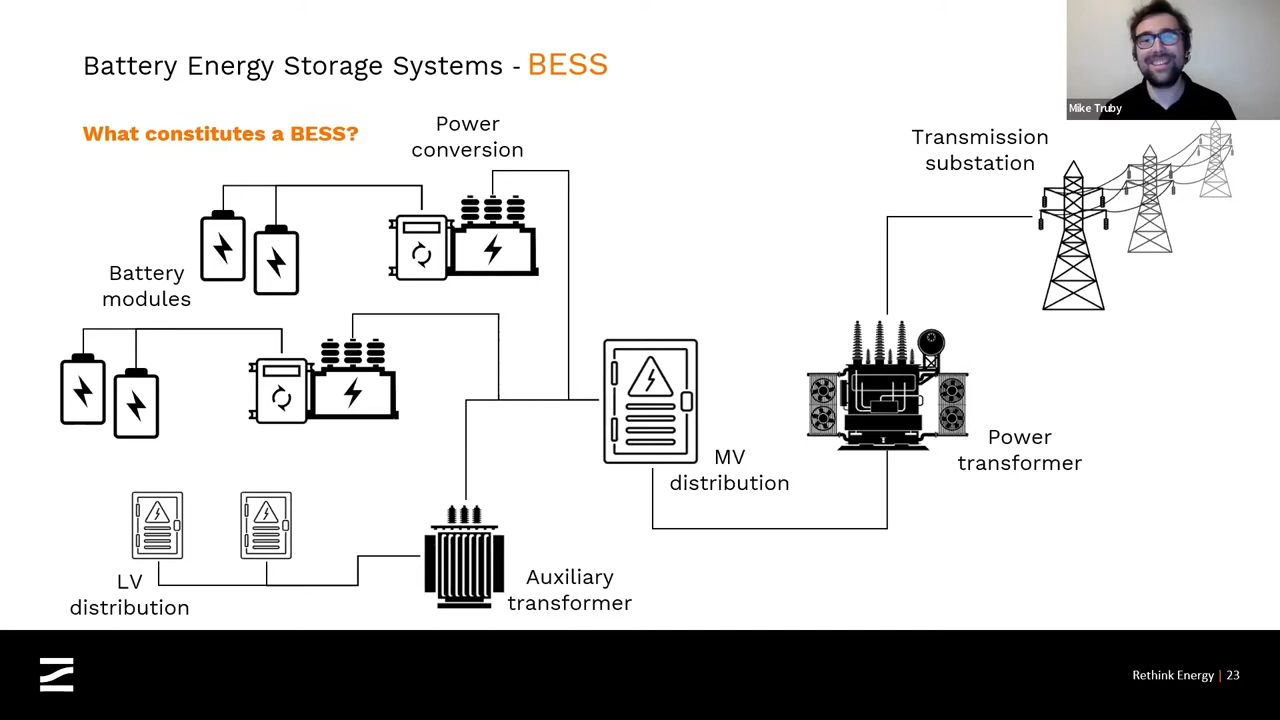 Battery Energy Storage Systems - BESS
Mike Truby
What constitutes a BESS?
Power
conversion
Transmission
substation
Battery
modules
MV
distribution
Power
transformer
LV
distribution
Auxiliary
transformer
Rethink Energy | 23